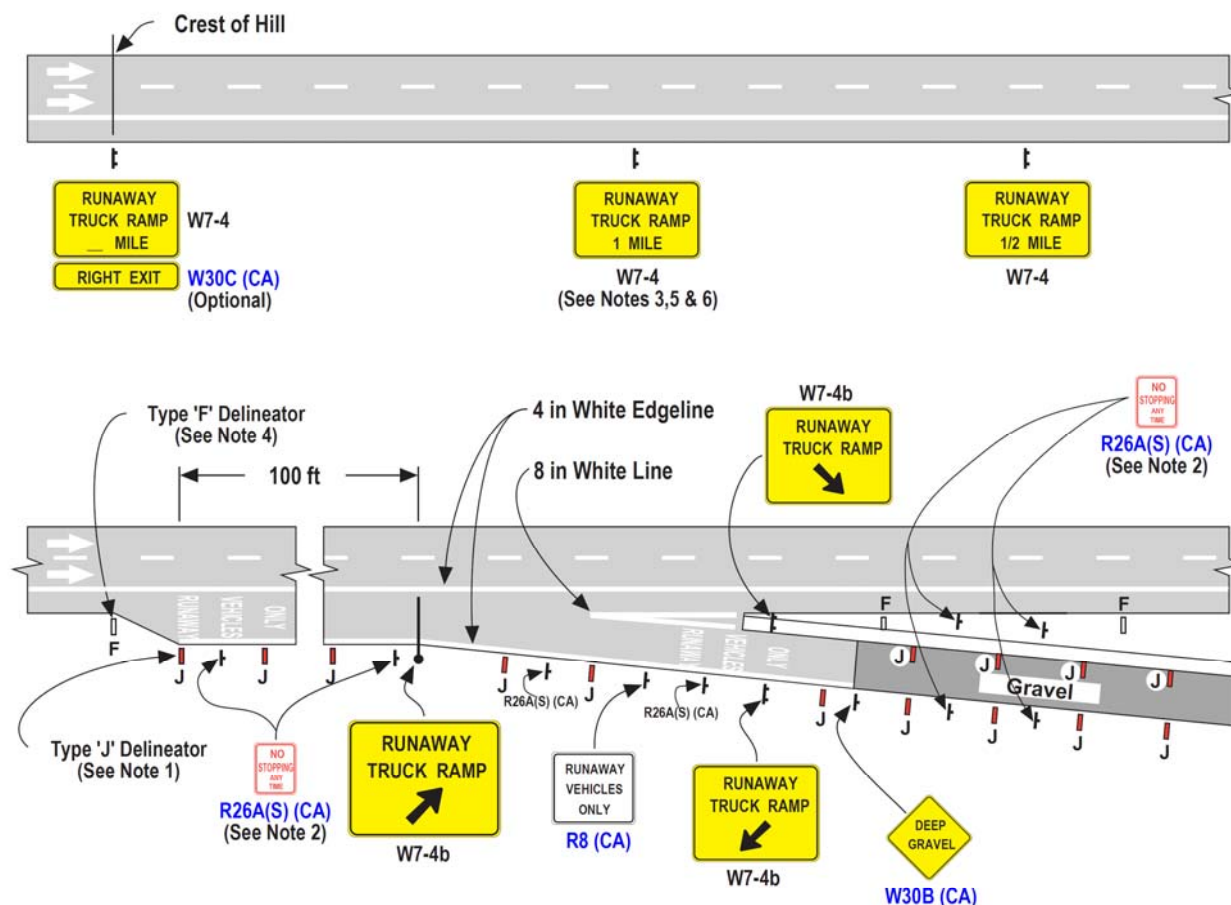 Crest of Hill
RUNAWAY
TRUCK RAMP
__ MILE
W7-4
RIGHT EXIT
W30C (CA)
(Optional)
RUNAWAY
TRUCK RAMP
1 MILE
W7-4
(See Notes 3,5 & 6)
RUNAWAY
TRUCK RAMP
1/2 MILE
W7-4
Type 'F' Delineator
(See Note 4)
100 ft
4 in White Edgeline
8 in White Line
W7-4b
RUNAWAY
TRUCK RAMP
NO
STOPPING
ANY
TIME
R26A(S) (CA)
(See Note 2)
ONLY
VEHICLES
RUNAWAY
ONLY
VEHICLES
RUNAWAY
F
F
F
J
J
J
J
J
J
J
J
J
J
Gravel
J
J
J
J
R26A(S) (CA)
R26A(S) (CA)
Type 'J' Delineator
(See Note 1)
NO
STOPPING
ANY
TIME
R26A(S) (CA)
(See Note 2)
RUNAWAY
TRUCK RAMP
W7-4b
RUNAWAY
VEHICLES
ONLY
R8 (CA)
RUNAWAY
TRUCK RAMP
W7-4b
DEEP
GRAVEL
W30B (CA)